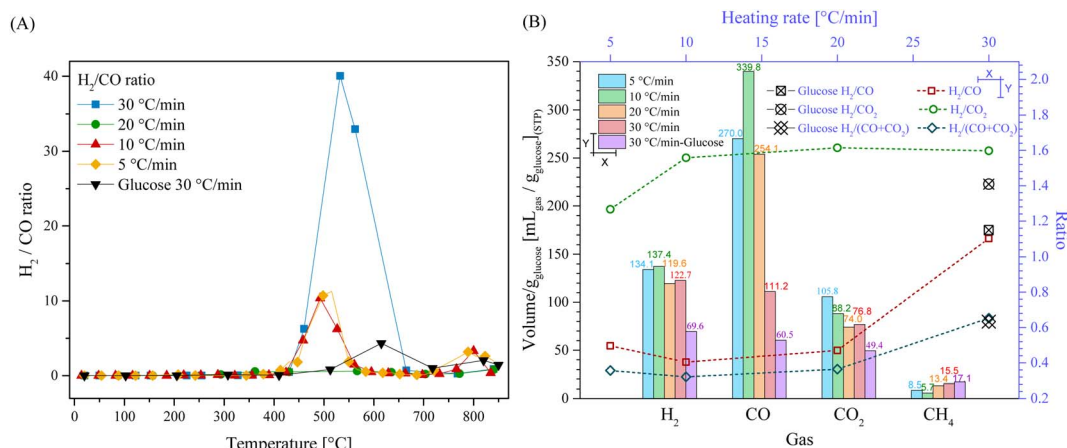 (A)
H₂/CO ratio
30 °C/min
20 °C/min
10 °C/min
5 °C/min
Glucose 30 °C/min
H₂ / CO ratio
40
30
20
10
0
0 100 200 300 400 500 600 700 800
Temperature [°C]
(B)
Heating rate [°C/min]
5 10 15 20 25 30
5 °C/min
10 °C/min
20 °C/min
30 °C/min
30 °C/min-Glucose
Glucose H₂/CO
Glucose H₂/CO₂
Glucose H₂/(CO+CO₂)
H₂/CO
H₂/CO₂
H₂/(CO+CO₂)
X
Y
Y
X
Volume/g_glucose [mL_gas / g_glucose](STP)
350
300
250
200
150
100
50
0
134.1
137.4
119.6
122.7
69.6
270.0
339.8
254.1
111.2
60.5
105.8
88.2
74.0
76.8
49.4
8.5
5.7
13.4
15.5
17.1
2.0
1.8
1.6
1.4
1.2
1.0
0.8
0.6
0.4
0.2
Ratio
H₂ CO CO₂ CH₄
Gas